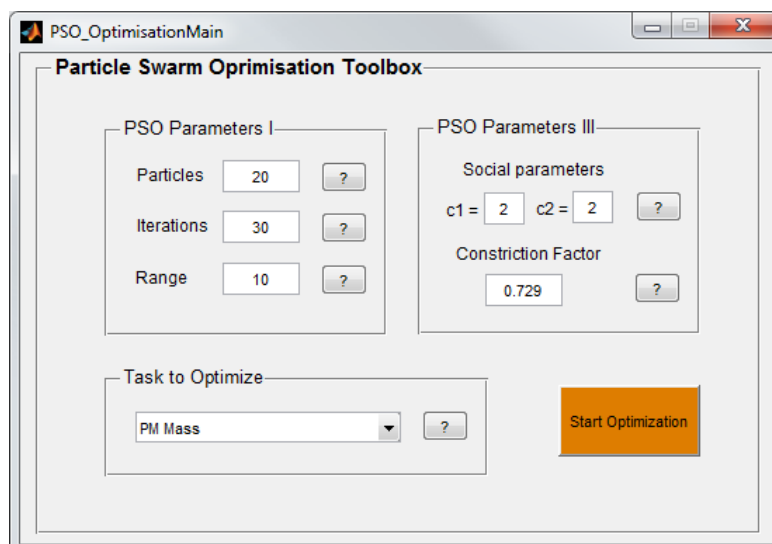 PSO_OptimisationMain
Particle Swarm Oprimisation Toolbox
PSO Parameters I
Particles 20 ?
Iterations 30 ?
Range 10 ?
PSO Parameters III
Social parameters
c1 = 2 c2 = 2 ?
Constriction Factor
0.729 ?
Task to Optimize
PM Mass ?
Start Optimization